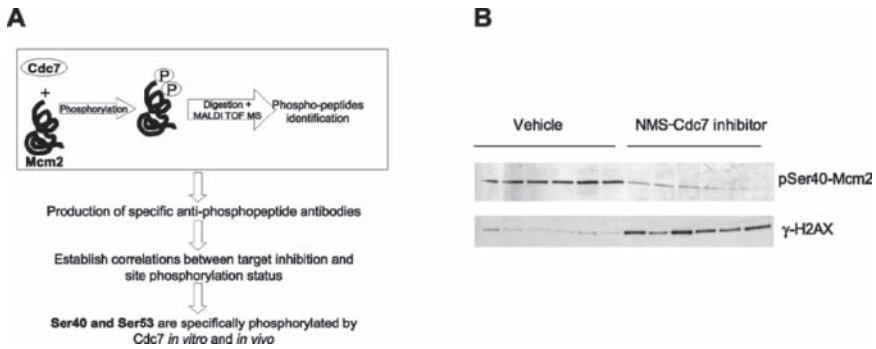 A
Cdc7
+
Mcm2
Phosphorylation
P
P
Digestion +
MALDI TOF MS
Phospho-peptides
identification
Production of specific anti-phosphopeptide antibodies
Establish correlations between target inhibition and
site phosphorylation status
Ser40 and Ser53 are specifically phosphorylated by
Cdc7 in vitro and in vivo
B
Vehicle
NMS-Cdc7 inhibitor
pSer40-Mcm2
γ-H2AX